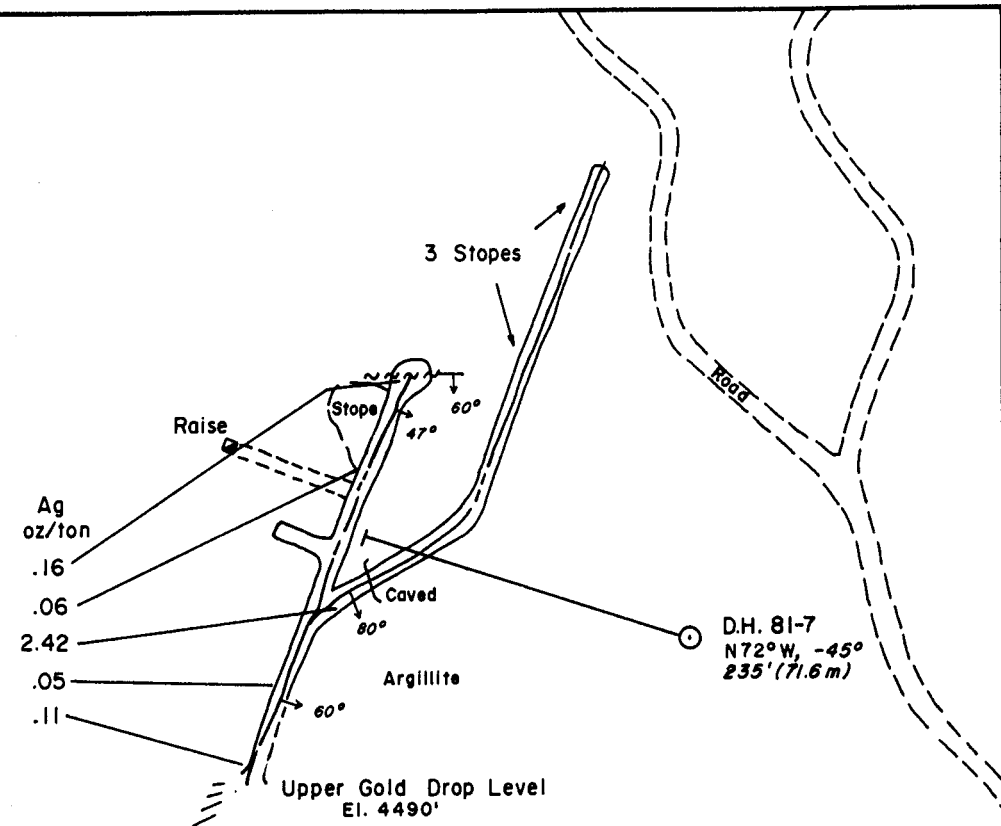 3 Stopes
Road
Stope
60°
47°
Raise
Ag
oz/ton
.16
.06
2.42
.05
.11
Caved
80°
D.H. 81-7
N72°W, -45°
235' (71.6 m)
Argillite
60°
Upper Gold Drop Level
El. 4490'